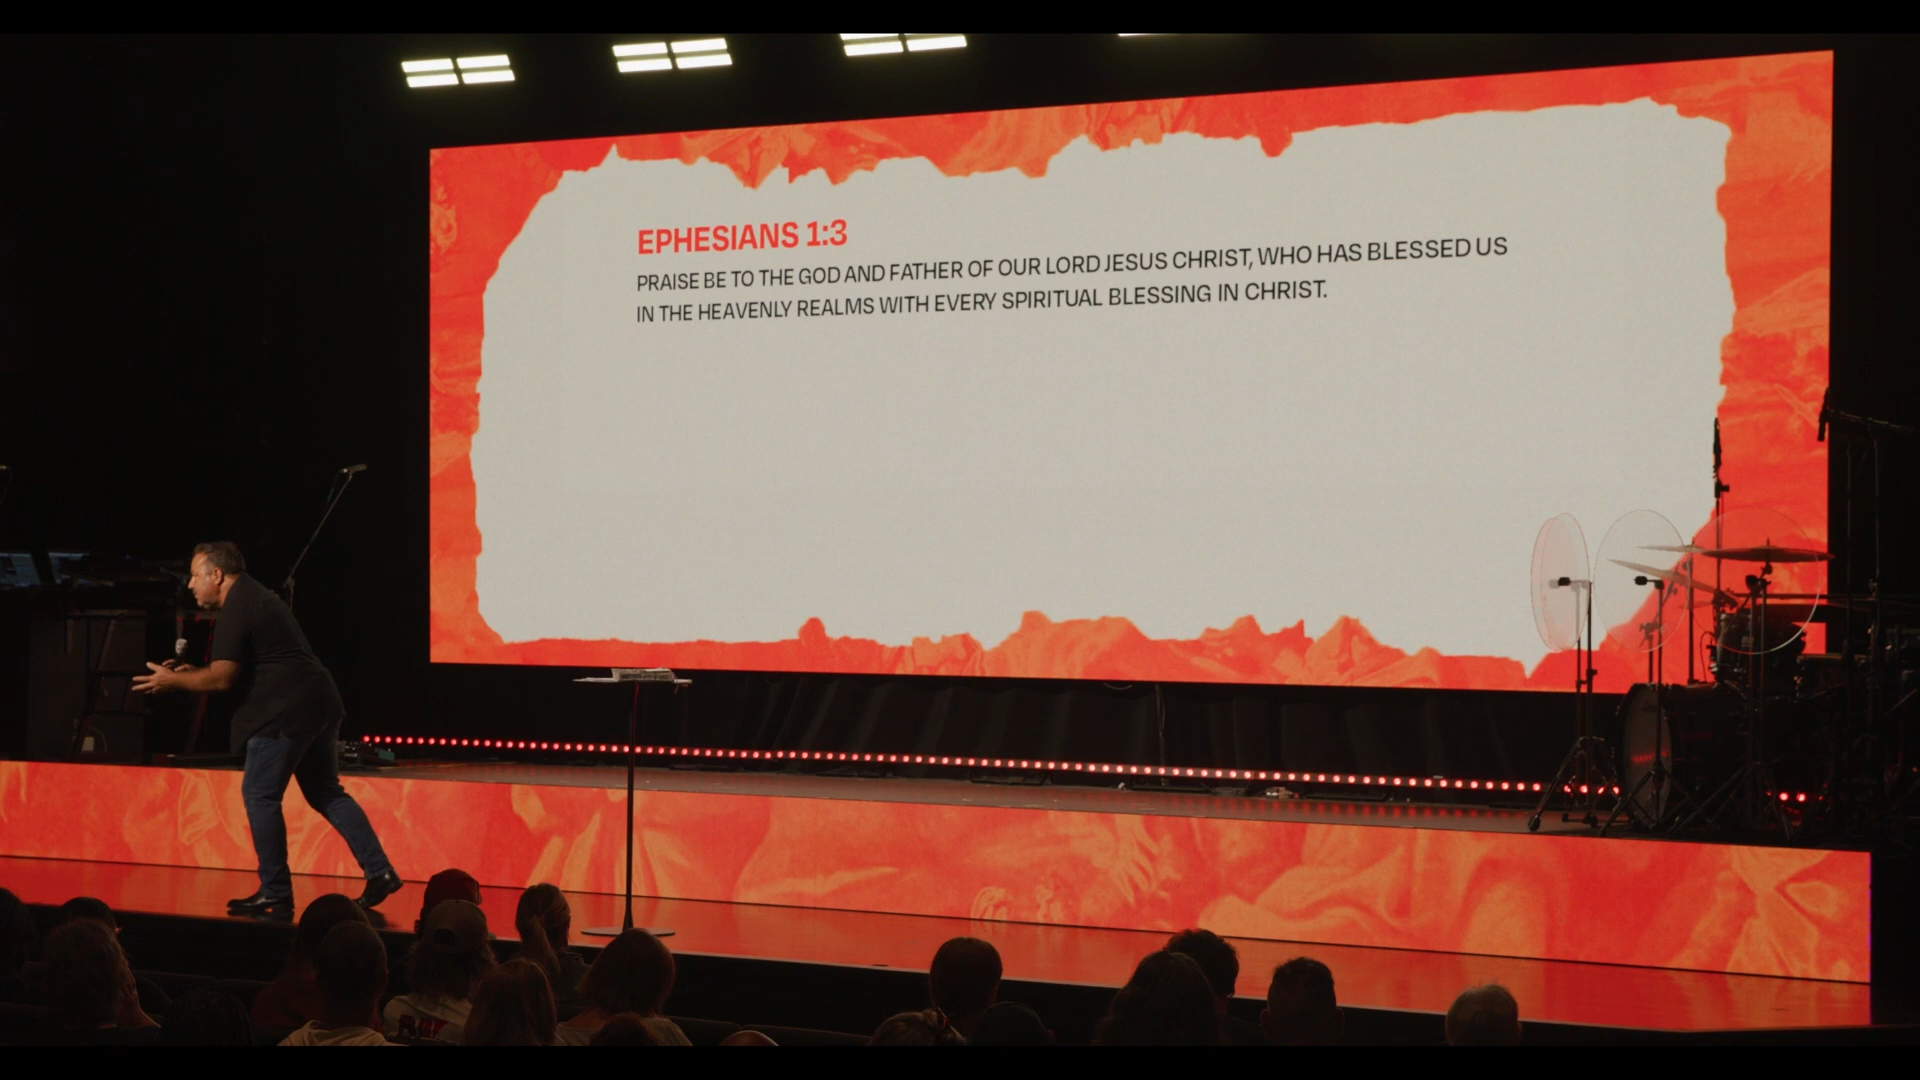 EPHESIANS 1:3
PRAISE BE TO THE GOD AND FATHER OF OUR LORD JESUS CHRIST, WHO HAS BLESSED US
IN THE HEAVENLY REALMS WITH EVERY SPIRITUAL BLESSING IN CHRIST.